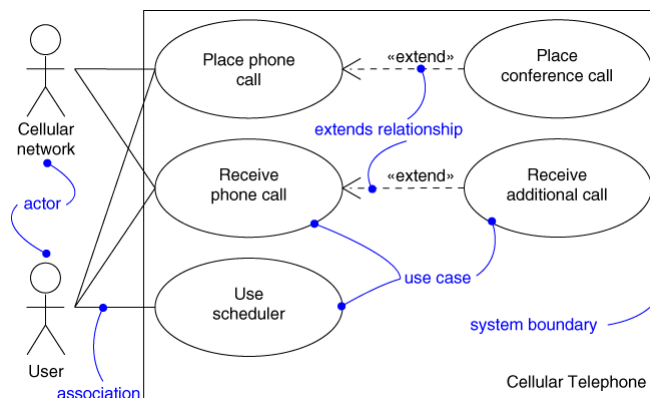 Place phone
call
«extend»
Place
conference call
Cellular
network
extends relationship
Receive
phone call
«extend»
Receive
additional call
actor
use case
Use
scheduler
system boundary
User
association
Cellular Telephone